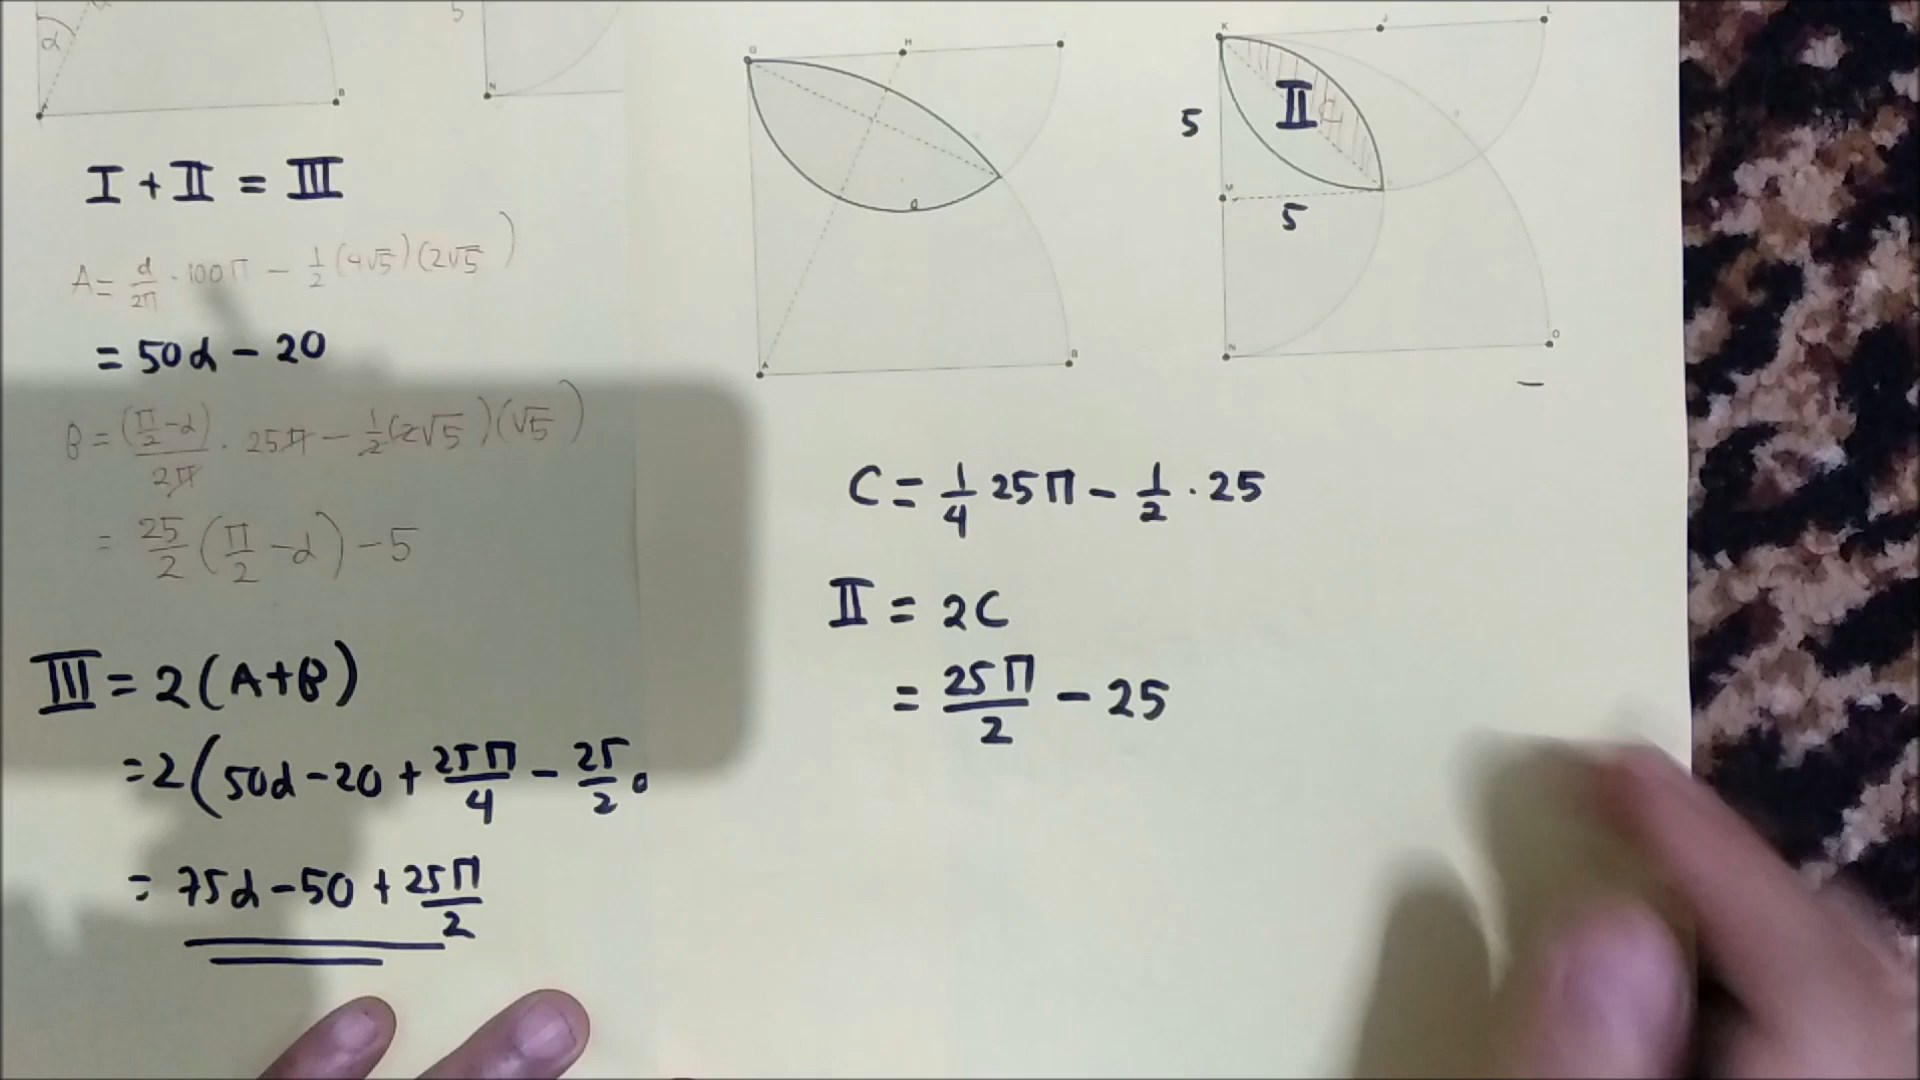 α
5
A
B
N
I + II = III
A = α/2π · 100π − 1/2 (4√5)(2√5)
= 50α − 20
B = (π/2 − α)/2π · 25π − 1/2 (2√5)(√5)
= 25/2 (π/2 − α) − 5
III = 2(A+B)
= 2(50α − 20 + 25π/4 − 25/2
= 75α − 50 + 25π/2
G
H
A
B
K
J
L
5
II
C
M
5
N
O
C = 1/4 25π − 1/2 · 25
II = 2C
= 25π/2 − 25